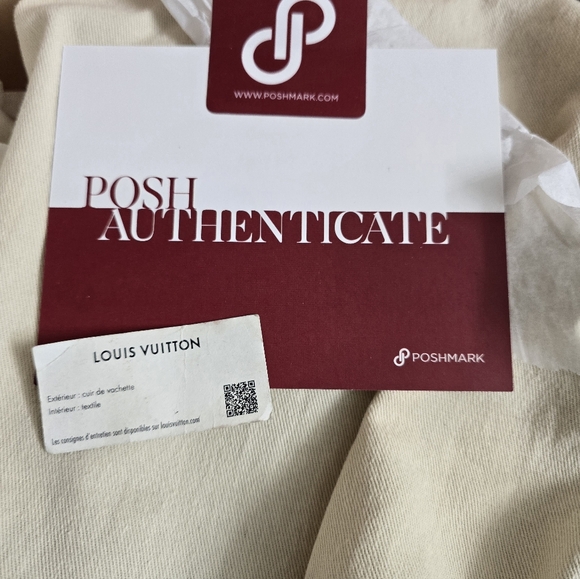 WWW.POSHMARK.COM
POSH
AUTHENTICATE
POSHMARK
LOUIS VUITTON
Extérieur : cuir de vachette
Intérieur : textile
Les consignes d'entretien sont disponibles sur louisvuitton.com/